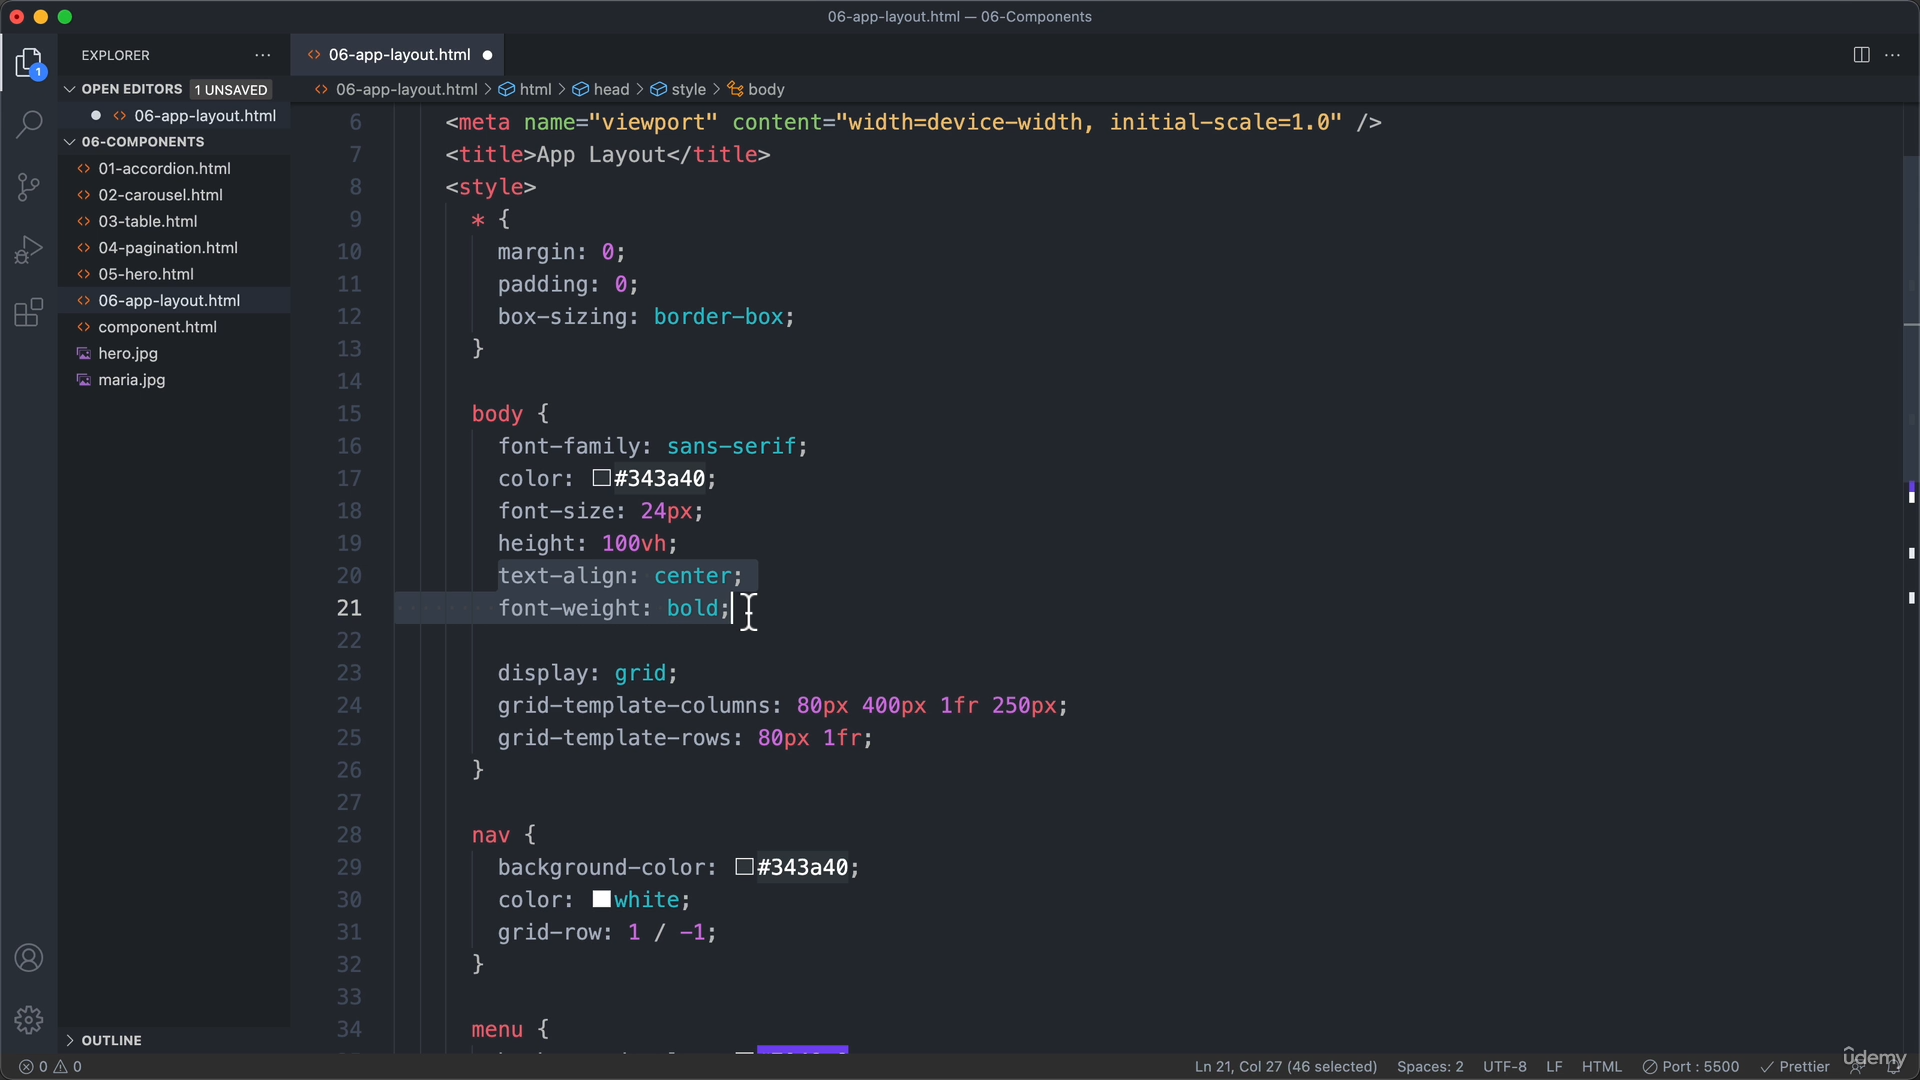 06-app-layout.html — 06-Components
EXPLORER
06-app-layout.html
OPEN EDITORS 1 UNSAVED
06-app-layout.html > html > head > style > body
1
06-app-layout.html
06-COMPONENTS
01-accordion.html
02-carousel.html
03-table.html
04-pagination.html
05-hero.html
06-app-layout.html
component.html
hero.jpg
maria.jpg
OUTLINE
6 <meta name="viewport" content="width=device-width, initial-scale=1.0" />
7 <title>App Layout</title>
8 <style>
9 * {
10 margin: 0;
11 padding: 0;
12 box-sizing: border-box;
13 }
14
15 body {
16 font-family: sans-serif;
17 color: #343a40;
18 font-size: 24px;
19 height: 100vh;
20 text-align: center;
21 font-weight: bold;
22
23 display: grid;
24 grid-template-columns: 80px 400px 1fr 250px;
25 grid-template-rows: 80px 1fr;
26 }
27
28 nav {
29 background-color: #343a40;
30 color: white;
31 grid-row: 1 / -1;
32 }
33
34 menu {
0 0 Ln 21, Col 27 (46 selected) Spaces: 2 UTF-8 LF HTML Port : 5500 Prettier
ûdemy